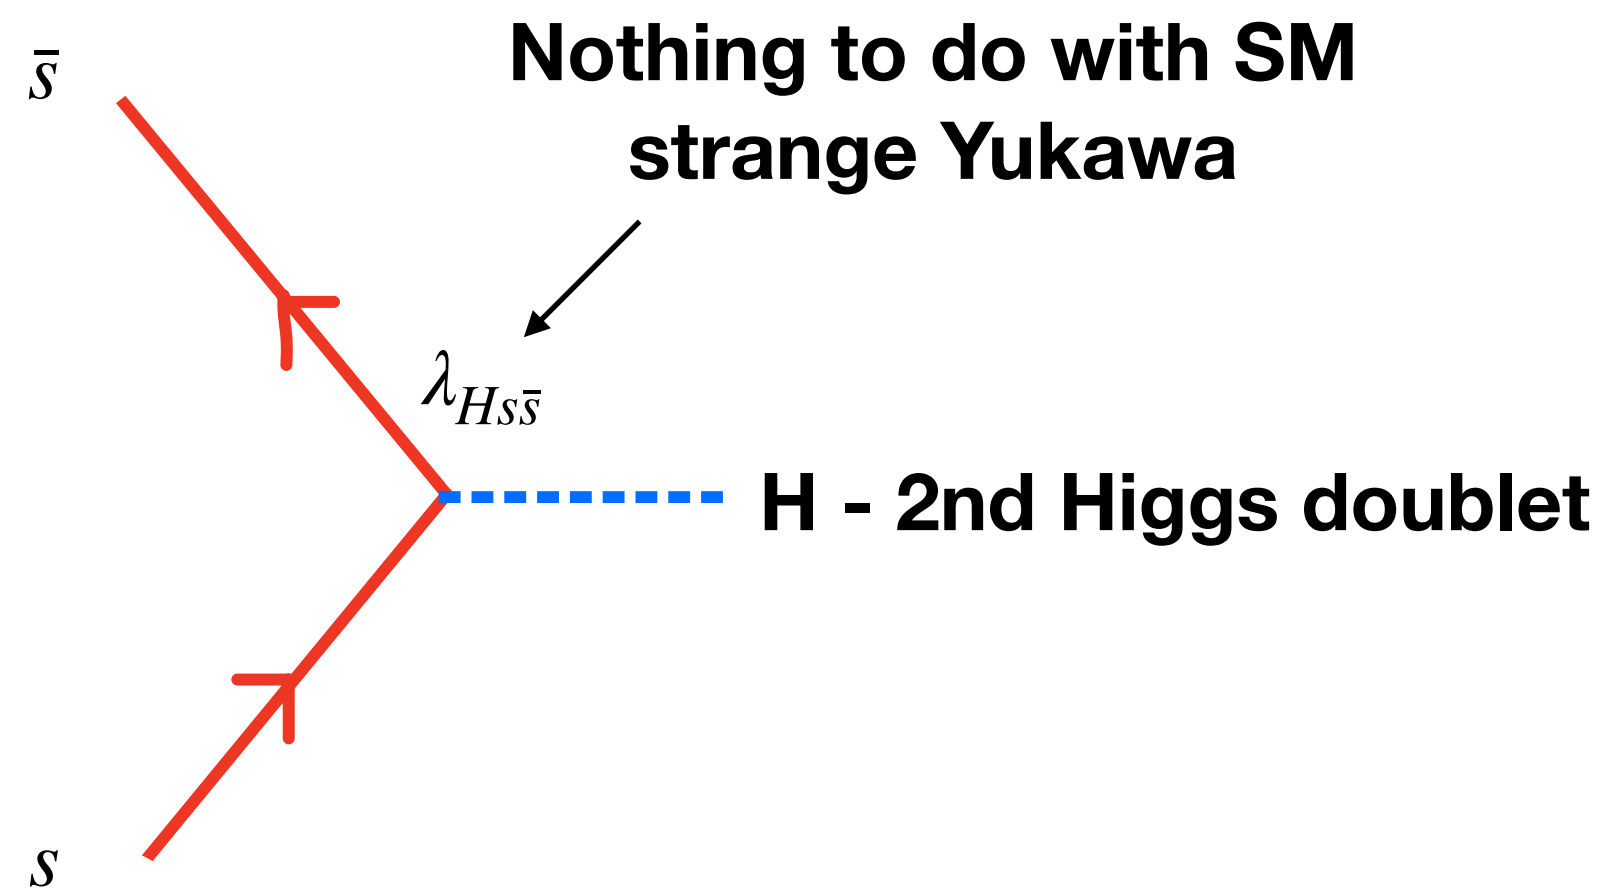 s̄
Nothing to do with SM
strange Yukawa
λ_{Hss̄}
H - 2nd Higgs doublet
s